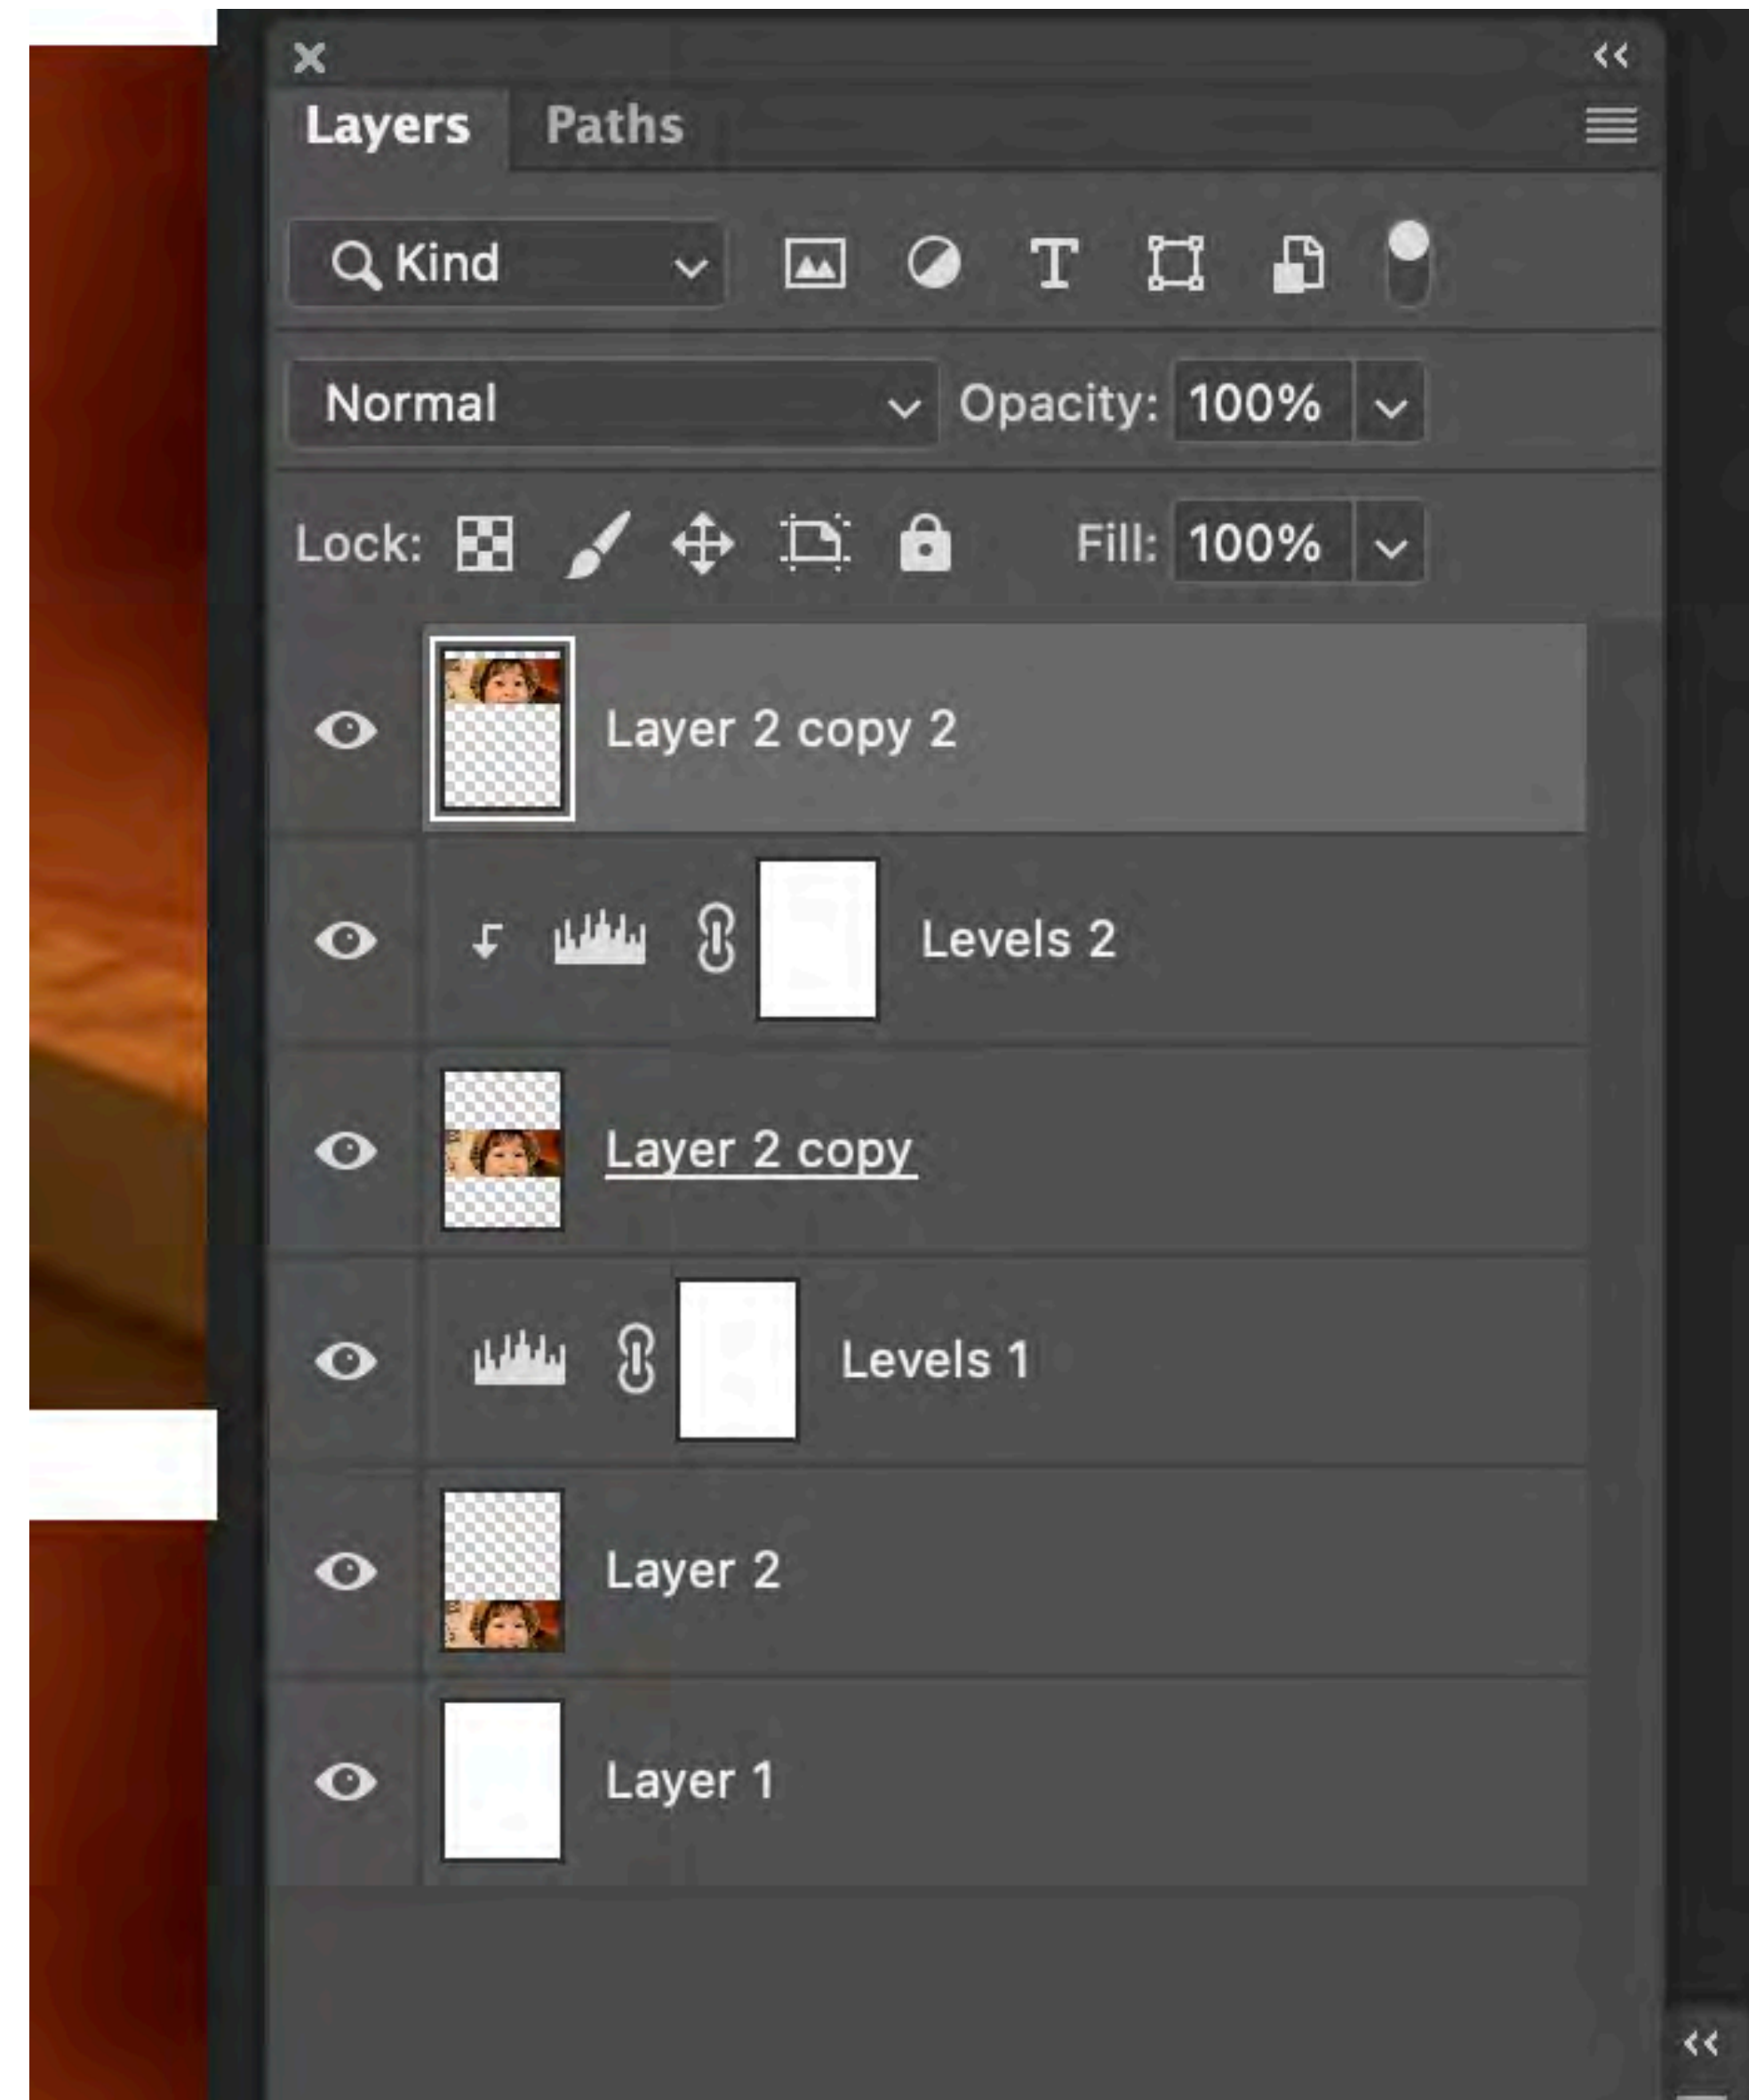 Layers Paths
Kind
Normal Opacity: 100%
Lock: Fill: 100%
Layer 2 copy 2
Levels 2
Layer 2 copy
Levels 1
Layer 2
Layer 1